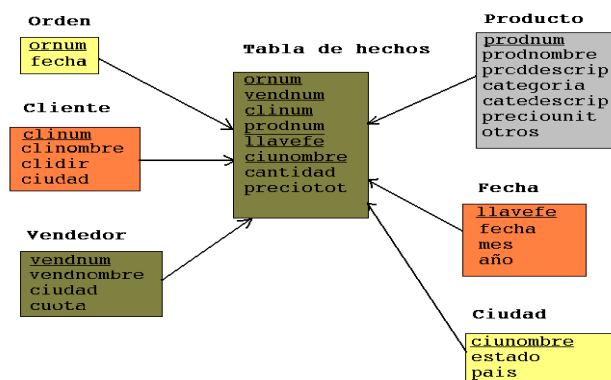 Orden
ornum
fecha
Cliente
clinum
clinombre
clidir
ciudad
Vendedor
vendnum
vendnombre
ciudad
cuota
Tabla de hechos
ornum
vendnum
clinum
prodnum
llavefe
ciunombre
cantidad
preciotot
Producto
prodnum
prodnombre
prcddescrip
categoria
catedescrip
preciounit
otros
Fecha
llavefe
fecha
mes
año
Ciudad
ciunombre
estado
pais